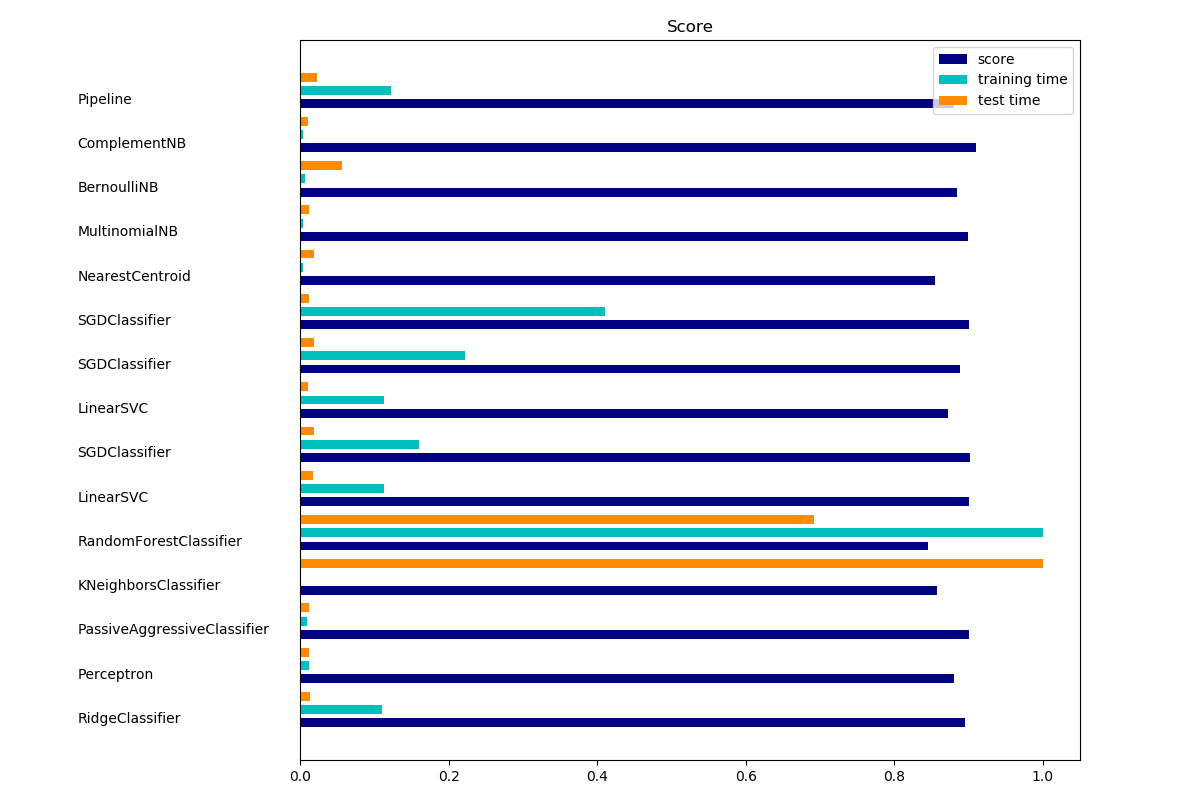 Score
score
training time
test time
Pipeline
ComplementNB
BernoulliNB
MultinomialNB
NearestCentroid
SGDClassifier
SGDClassifier
LinearSVC
SGDClassifier
LinearSVC
RandomForestClassifier
KNeighborsClassifier
PassiveAggressiveClassifier
Perceptron
RidgeClassifier
0.0 0.2 0.4 0.6 0.8 1.0